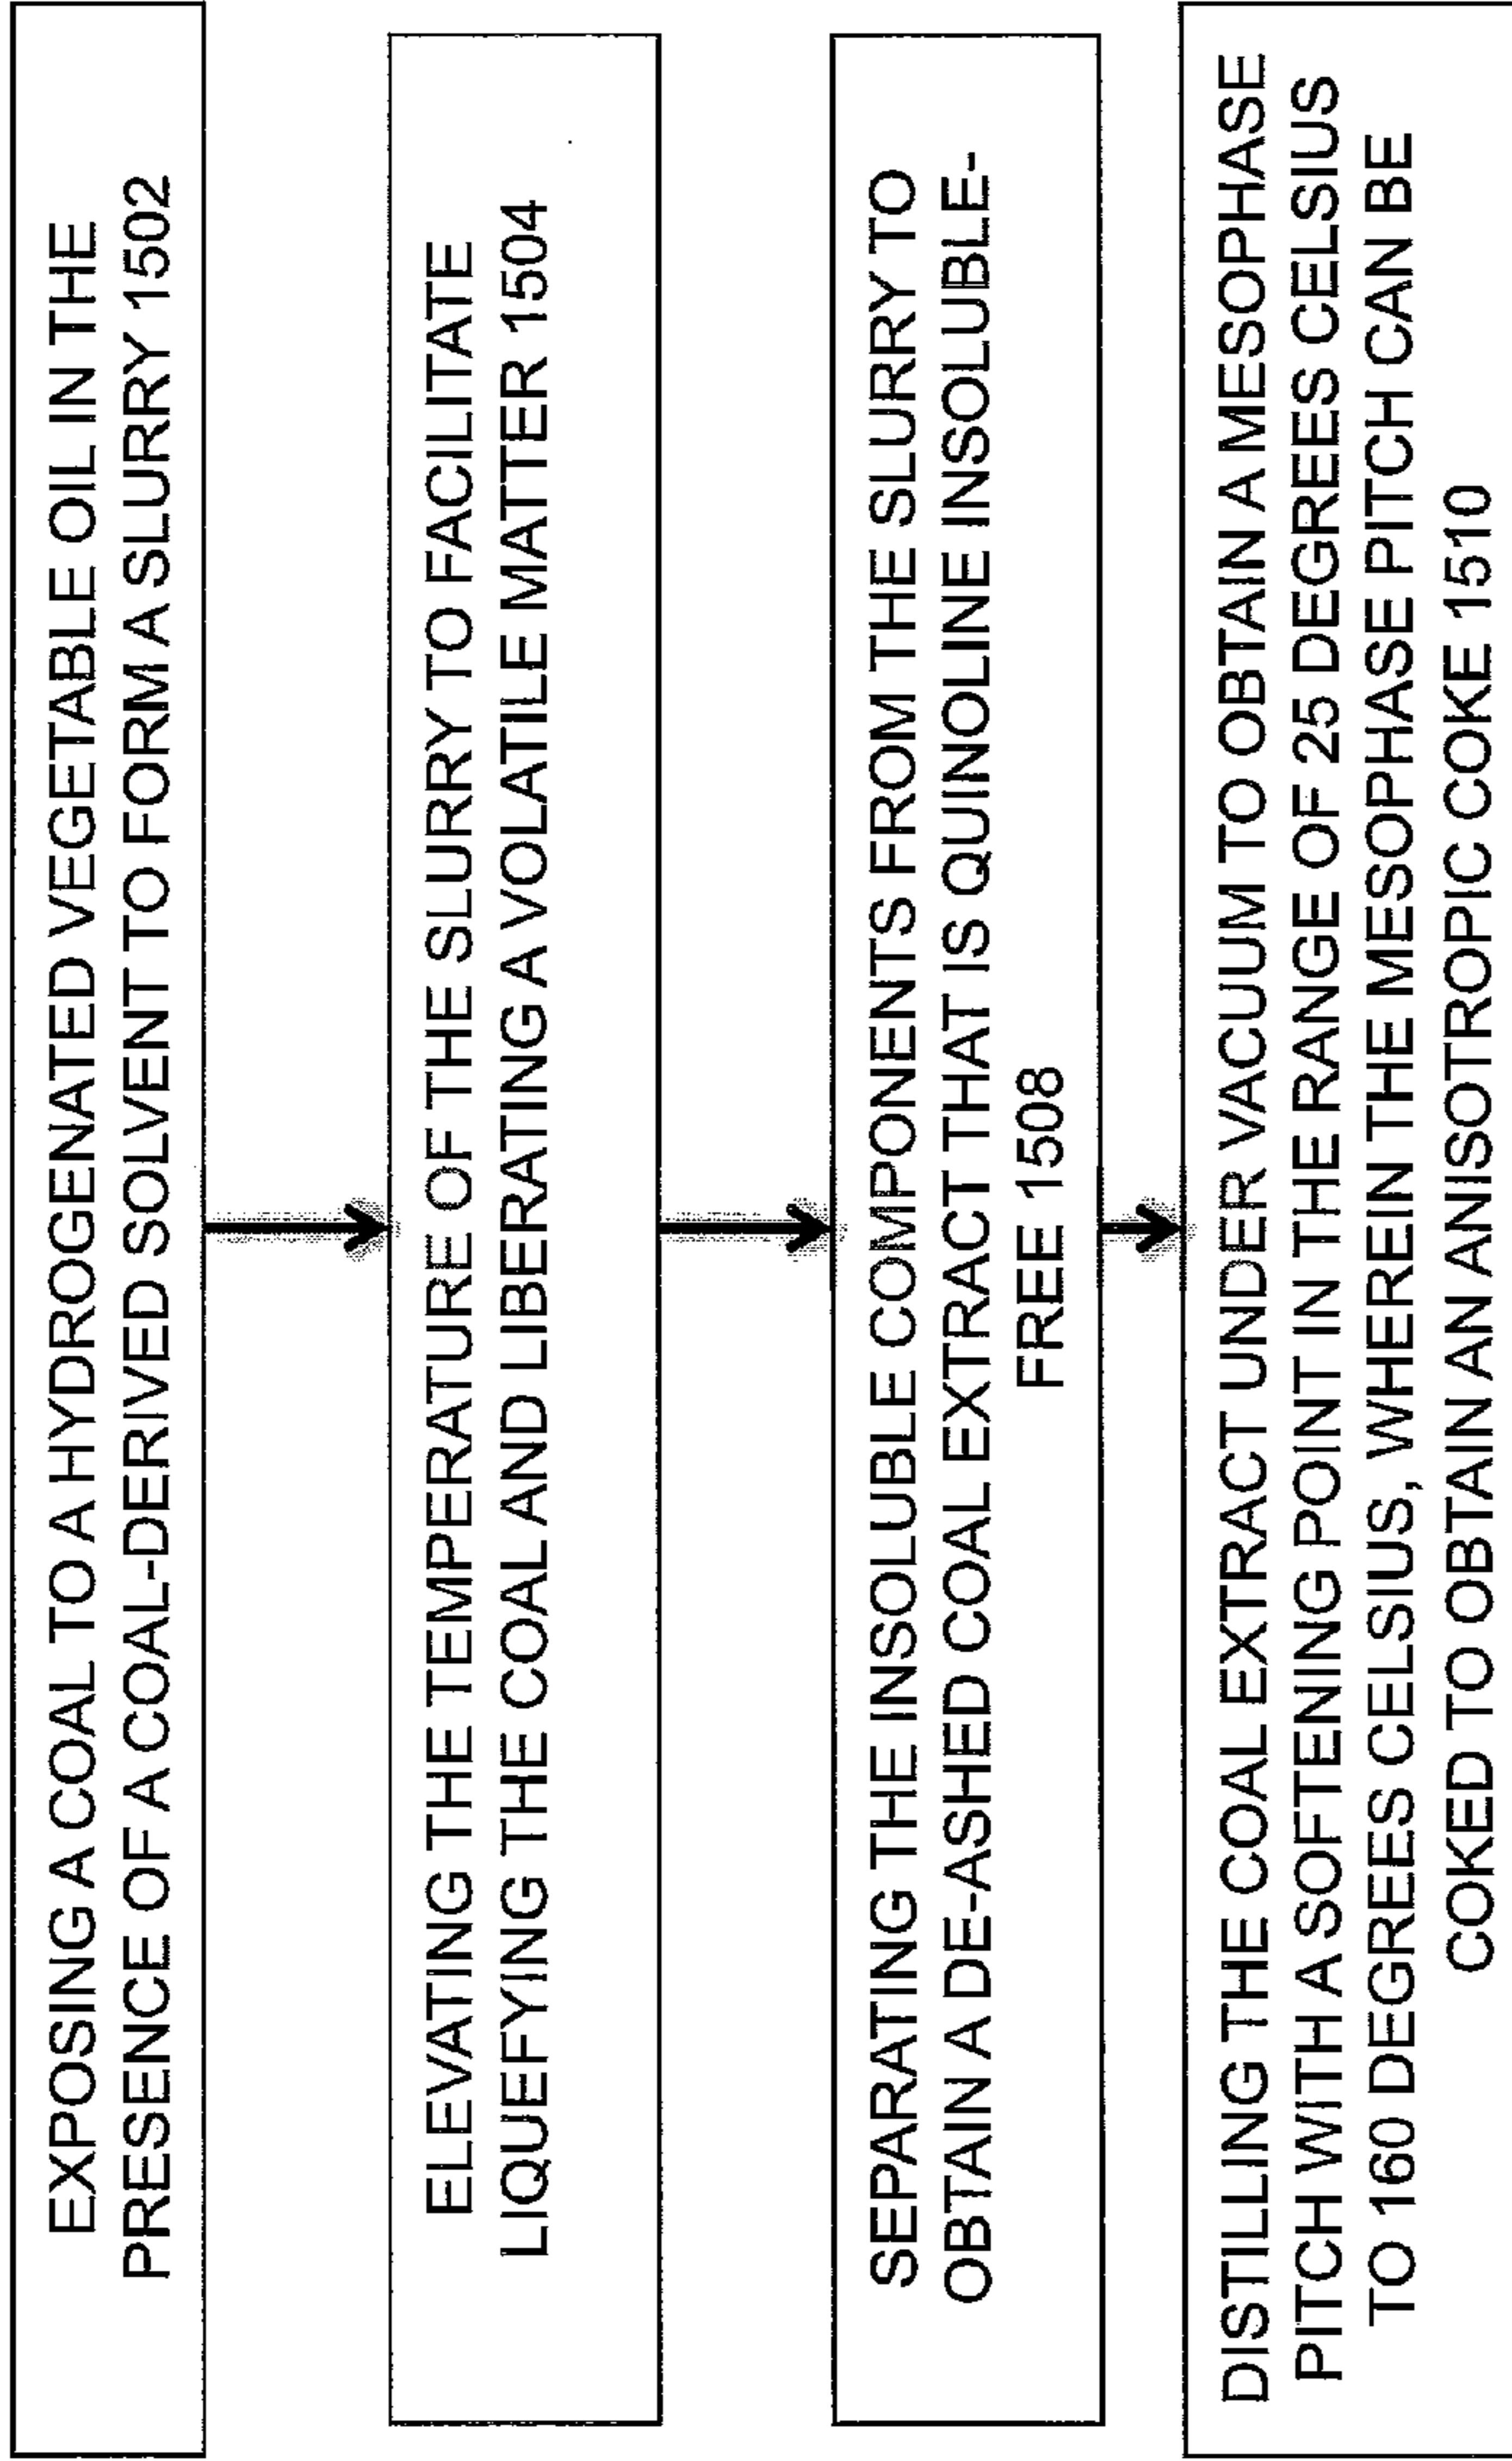 EXPOSING A COAL TO A HYDROGENATED VEGETABLE OIL IN THE
PRESENCE OF A COAL-DERIVED SOLVENT TO FORM A SLURRY 1502
ELEVATING THE TEMPERATURE OF THE SLURRY TO FACILITATE
LIQUEFYING THE COAL AND LIBERATING A VOLATILE MATTER 1504
SEPARATING THE INSOLUBLE COMPONENTS FROM THE SLURRY TO
OBTAIN A DE-ASHED COAL EXTRACT THAT IS QUINOLINE INSOLUBLE-
FREE 1508
DISTILLING THE COAL EXTRACT UNDER VACUUM TO OBTAIN A MESOPHASE
PITCH WITH A SOFTENING POINT IN THE RANGE OF 25 DEGREES CELSIUS
TO 160 DEGREES CELSIUS, WHEREIN THE MESOPHASE PITCH CAN BE
COKED TO OBTAIN AN ANISOTROPIC COKE 1510